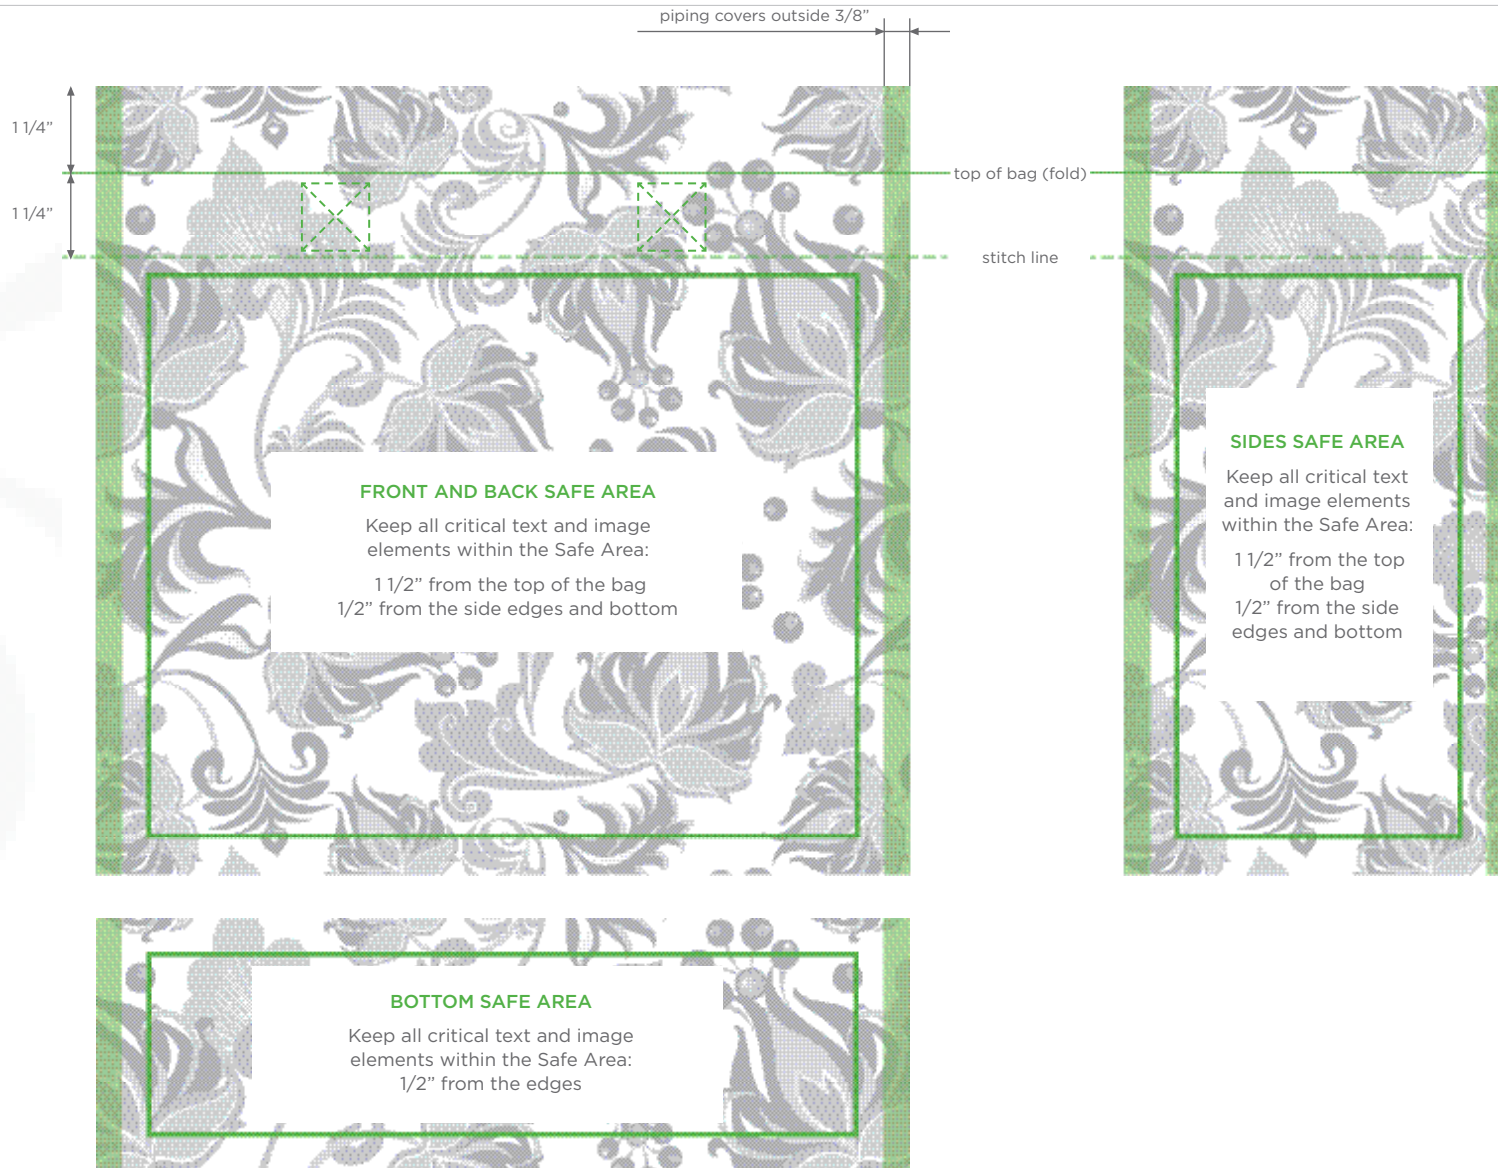 piping covers outside 3/8”
1 1/4”
top of bag (fold)
1 1/4”
stitch line
FRONT AND BACK SAFE AREA
Keep all critical text and image
elements within the Safe Area:
1 1/2” from the top of the bag
1/2” from the side edges and bottom
SIDES SAFE AREA
Keep all critical text
and image elements
within the Safe Area:
1 1/2” from the top
of the bag
1/2” from the side
edges and bottom
BOTTOM SAFE AREA
Keep all critical text and image
elements within the Safe Area:
1/2” from the edges